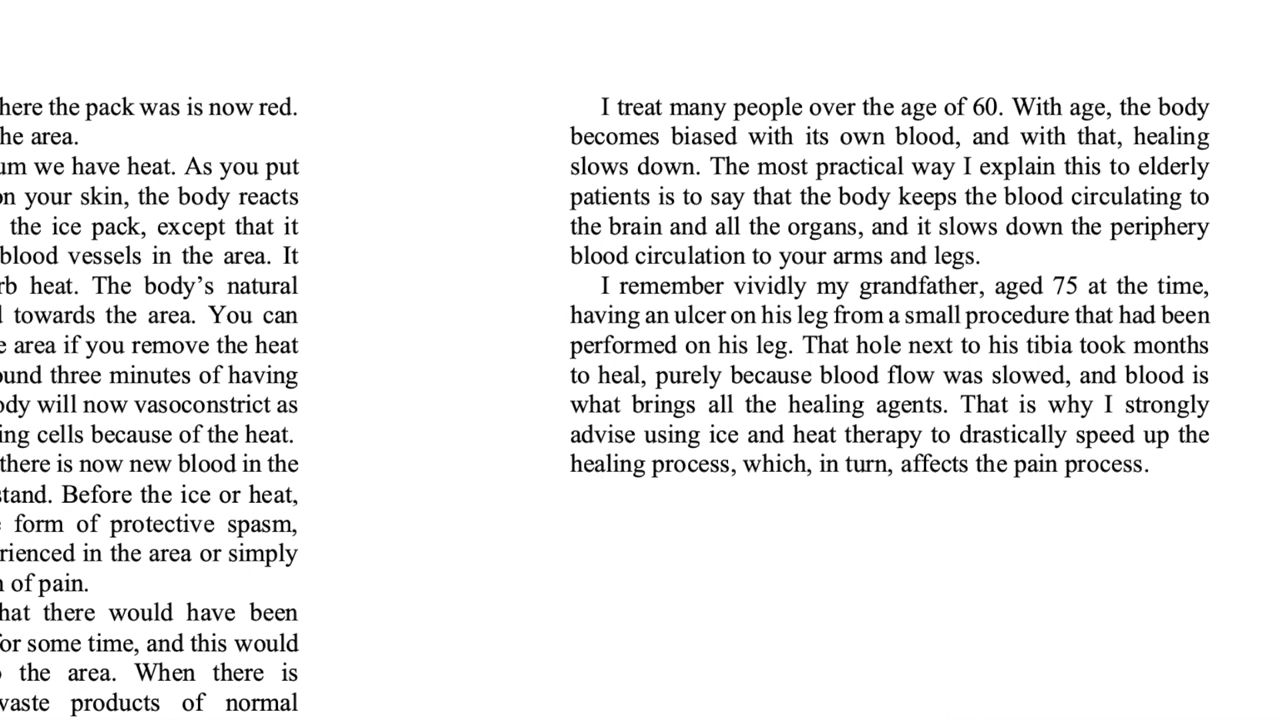 here the pack was is now red.
he area.
um we have heat. As you put
on your skin, the body reacts
the ice pack, except that it
blood vessels in the area. It
rb heat. The body’s natural
towards the area. You can
e area if you remove the heat
ound three minutes of having
ody will now vasoconstrict as
ing cells because of the heat.
there is now new blood in the
stand. Before the ice or heat,
form of protective spasm,
rienced in the area or simply
of pain.
hat there would have been
for some time, and this would
the area. When there is
waste products of normal
I treat many people over the age of 60. With age, the body
becomes biased with its own blood, and with that, healing
slows down. The most practical way I explain this to elderly
patients is to say that the body keeps the blood circulating to
the brain and all the organs, and it slows down the periphery
blood circulation to your arms and legs.
I remember vividly my grandfather, aged 75 at the time,
having an ulcer on his leg from a small procedure that had been
performed on his leg. That hole next to his tibia took months
to heal, purely because blood flow was slowed, and blood is
what brings all the healing agents. That is why I strongly
advise using ice and heat therapy to drastically speed up the
healing process, which, in turn, affects the pain process.